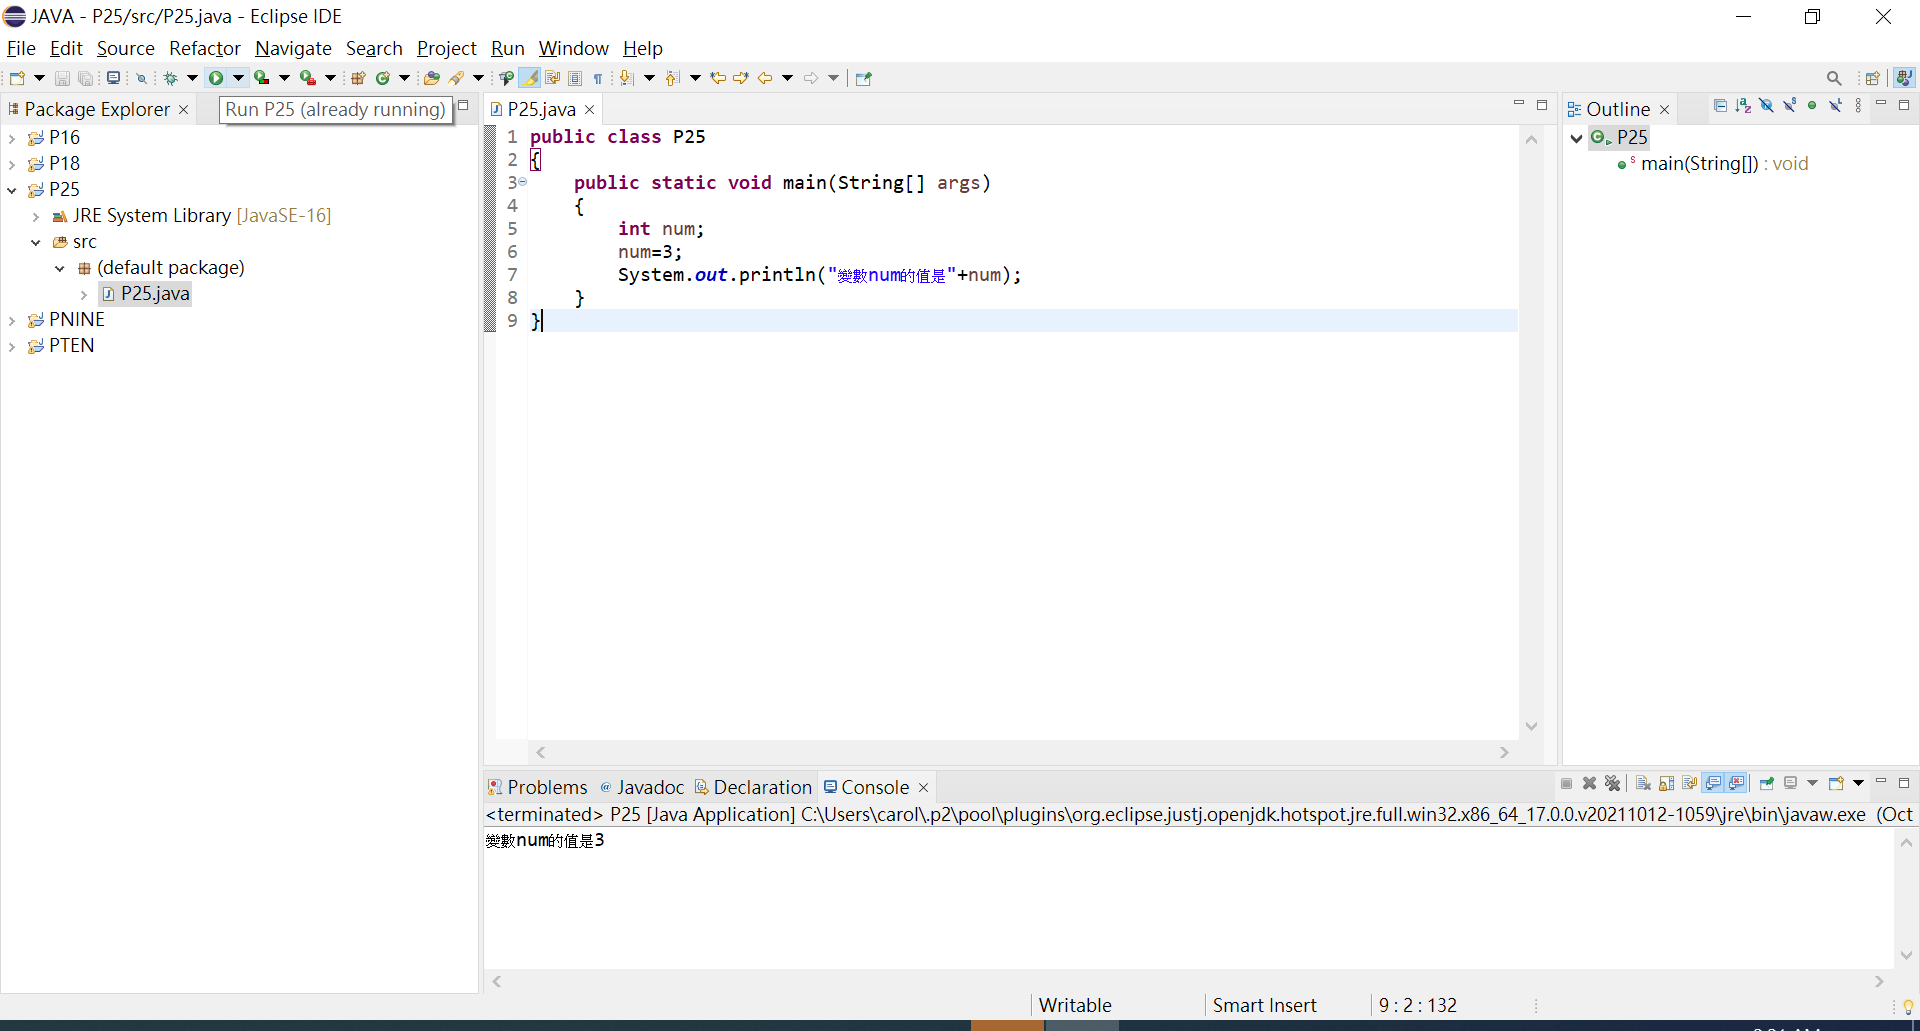 JAVA - P25/src/P25.java - Eclipse IDE
File Edit Source Refactor Navigate Search Project Run Window Help
Package Explorer
Run P25 (already running)
P16
P18
P25
JRE System Library [JavaSE-16]
src
(default package)
P25.java
PNINE
PTEN
P25.java
1 public class P25
2 {
3 public static void main(String[] args)
4 {
5 int num;
6 num=3;
7 System.out.println("變數num的值是"+num);
8 }
9 }
Outline
P25
main(String[]) : void
Problems Javadoc Declaration Console
<terminated> P25 [Java Application] C:\Users\carol\.p2\pool\plugins\org.eclipse.justj.openjdk.hotspot.jre.full.win32.x86_64_17.0.0.v20211012-1059\jre\bin\javaw.exe (Oct
變數num的值是3
Writable Smart Insert 9 : 2 : 132